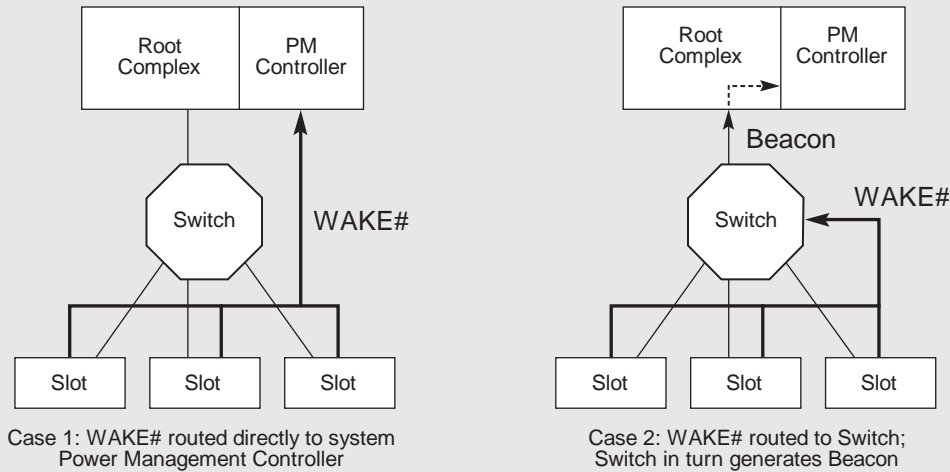 Root
Complex
PM
Controller
Switch
WAKE#
Slot
Slot
Slot
Case 1: WAKE# routed directly to system
Power Management Controller
Root
Complex
PM
Controller
Beacon
WAKE#
Switch
Slot
Slot
Slot
Case 2: WAKE# routed to Switch;
Switch in turn generates Beacon